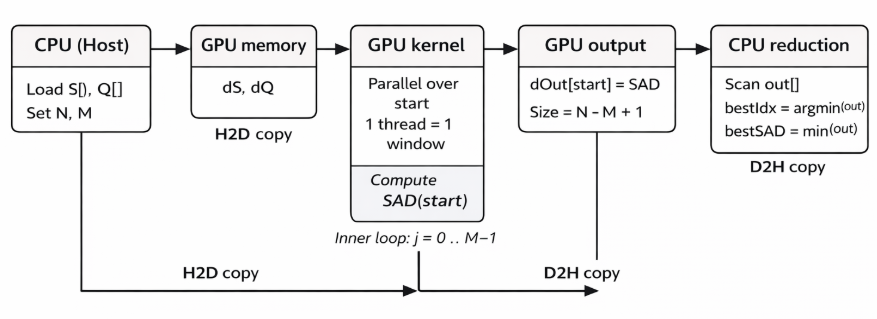 CPU (Host)
Load S[), Q[]
Set N, M
GPU memory
dS, dQ
H2D copy
GPU kernel
Parallel over
start
1 thread = 1
window
Compute
SAD(start)
Inner loop: j = 0 .. M−1
GPU output
dOut[start] = SAD
Size = N - M + 1
CPU reduction
Scan out[]
bestIdx = argmin(out)
bestSAD = min(out)
D2H copy
H2D copy
D2H copy